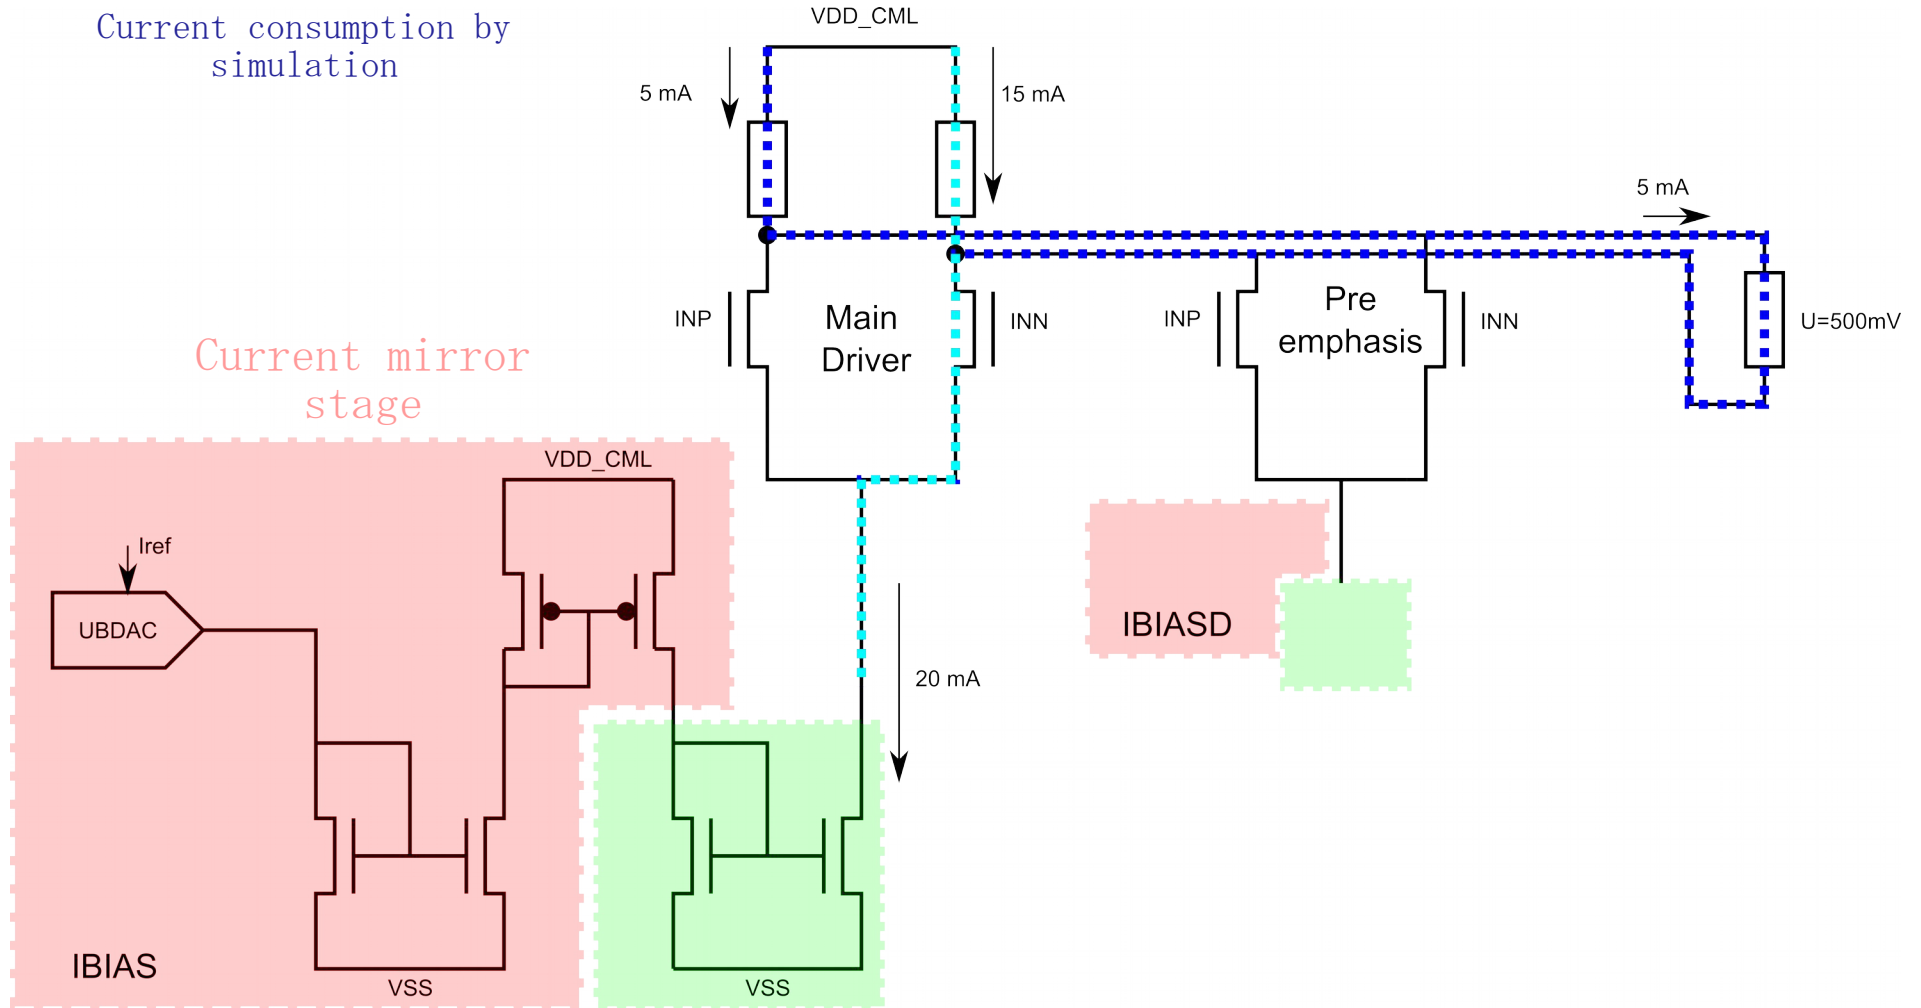 Current consumption by
simulation
VDD_CML
5 mA
15 mA
5 mA
INP
Main
Driver
INN
INP
Pre
emphasis
INN
U=500mV
Current mirror
stage
VDD_CML
Iref
UBDAC
IBIASD
20 mA
IBIAS
VSS
VSS